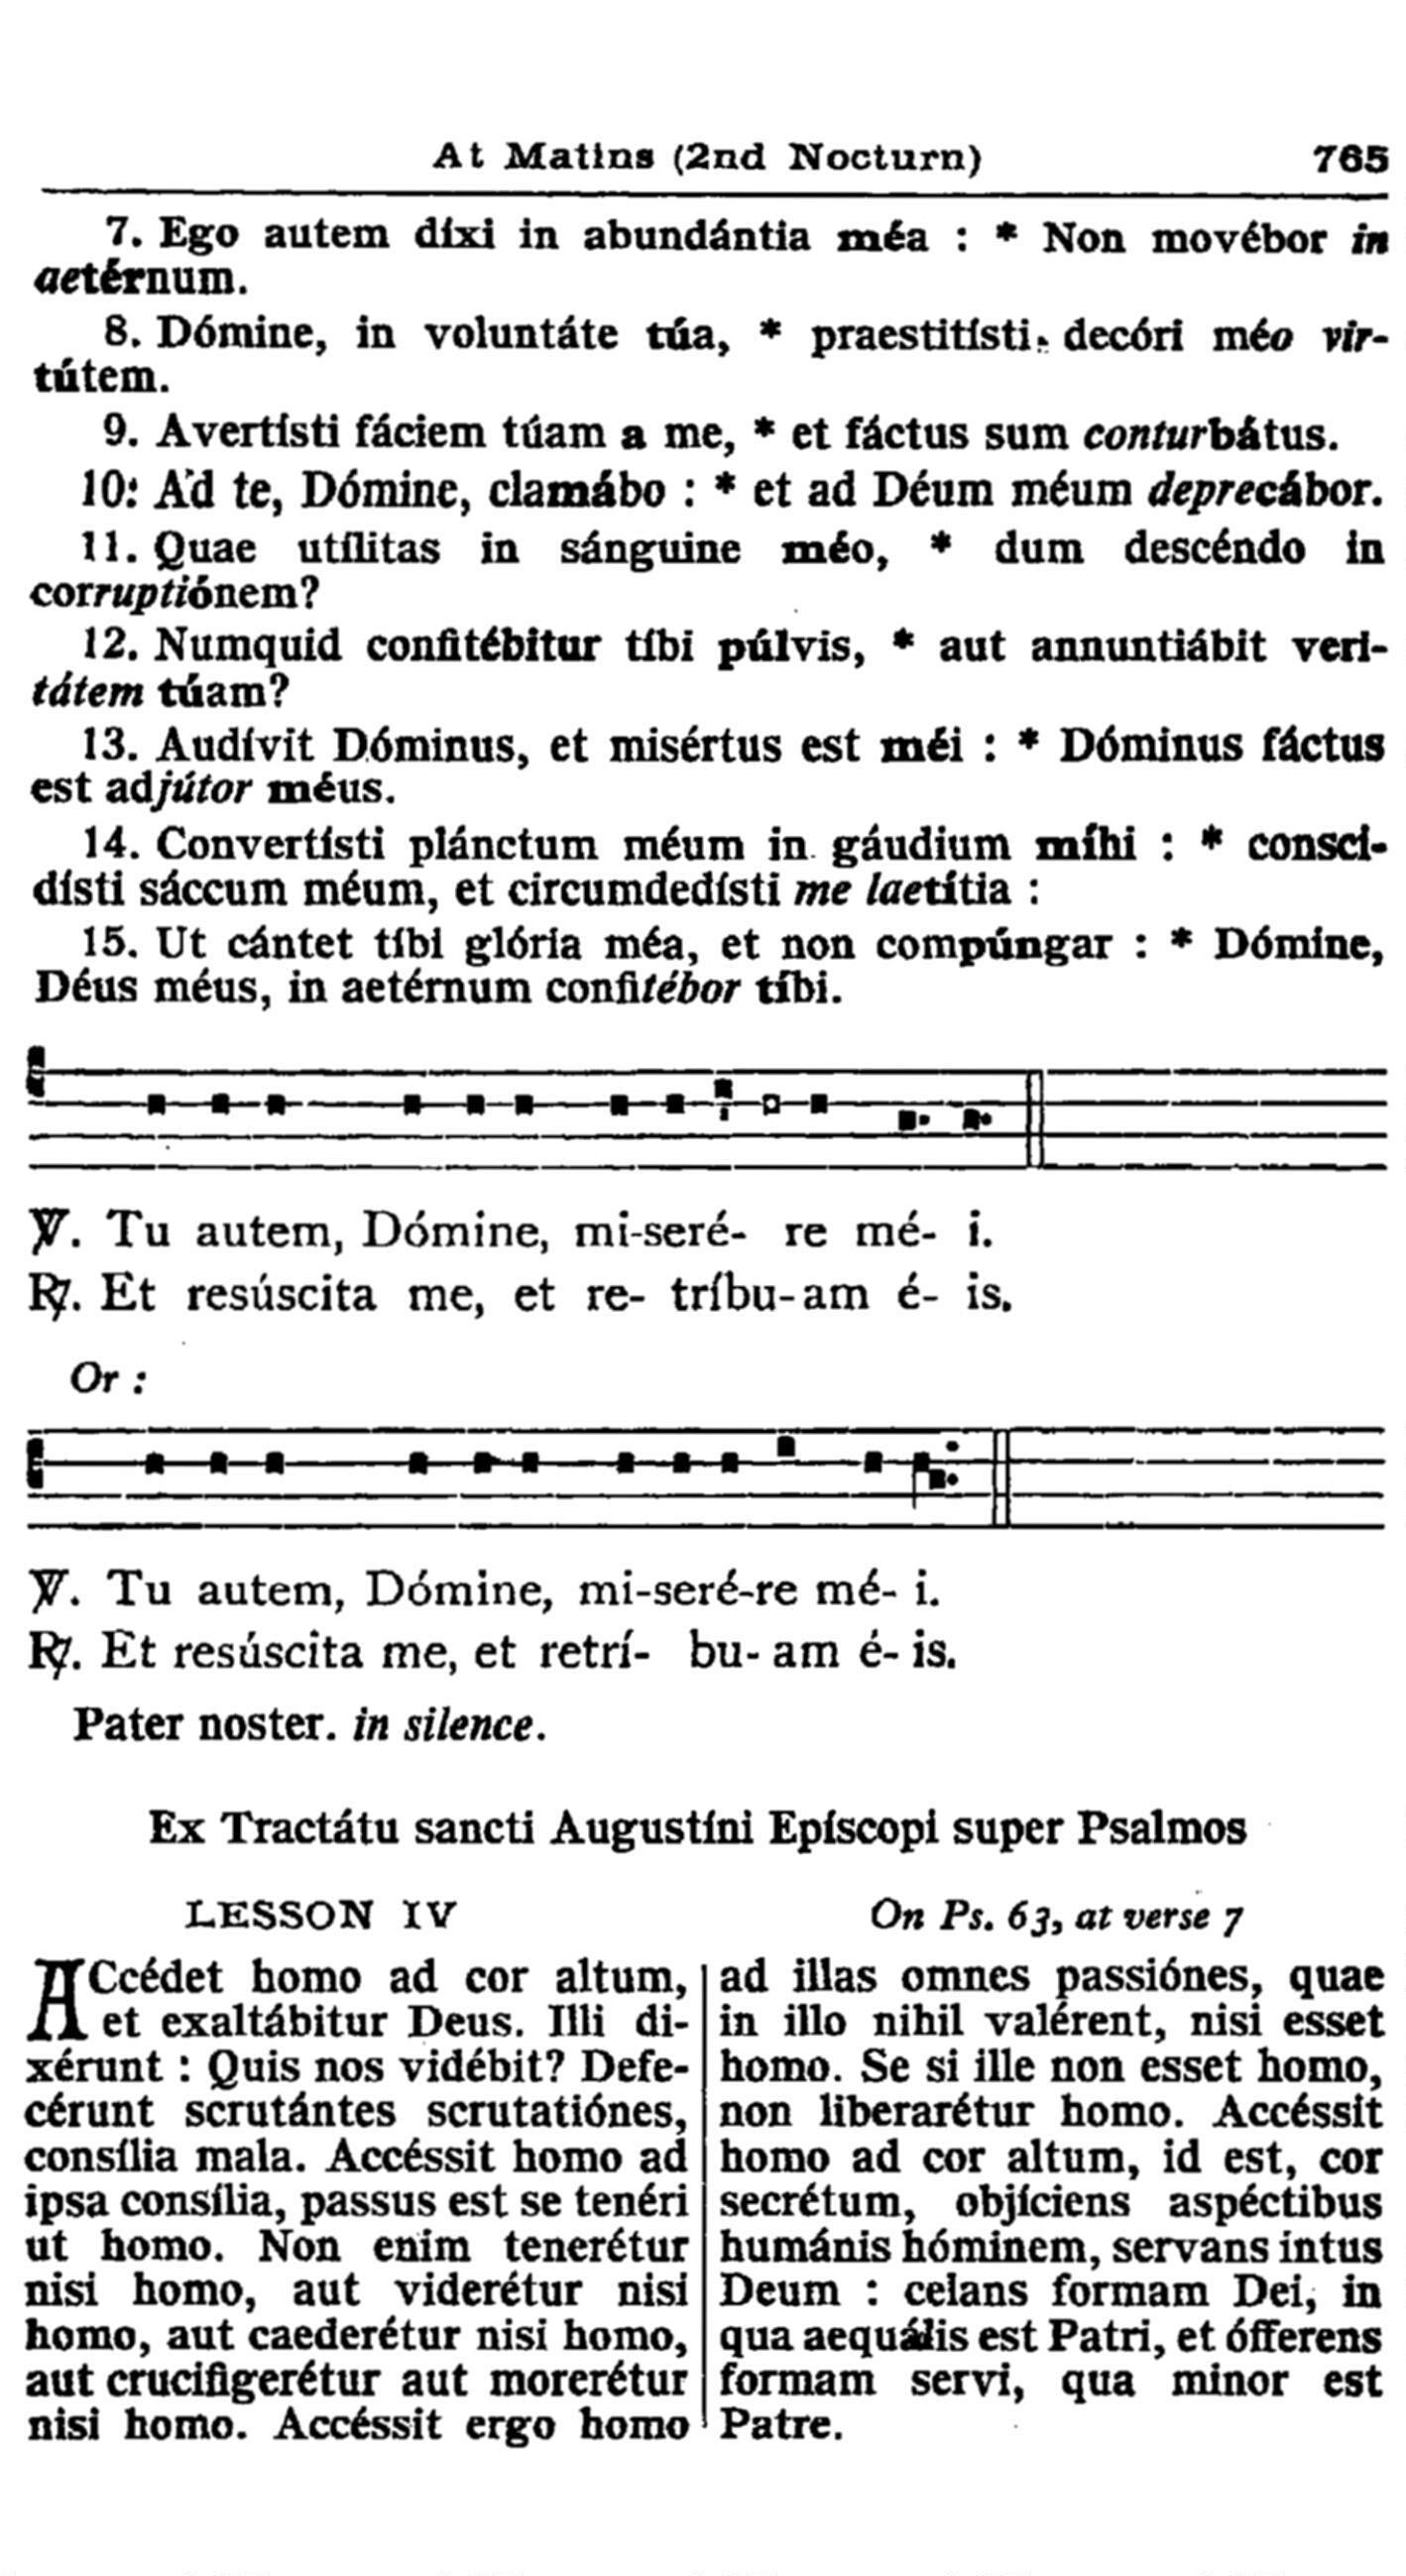 At Matins (2nd Nocturn) 765
7. Ego autem díxi in abundántia méa : * Non movébor in
aetérnum.
8. Dómine, in voluntáte túa, * praestitísti decóri méo vir-
tútem.
9. Avertísti fáciem túam a me, * et fáctus sum conturbátus.
10. Ad te, Dómine, clamábo : * et ad Déum méum deprecábor.
11. Quae utílitas in sánguine méo, * dum descéndo in
corruptiónem?
12. Numquid confitébitur tíbi púlvis, * aut annuntiábit veri-
tátem túam?
13. Audívit Dóminus, et misértus est méi : * Dóminus fáctus
est adjútor méus.
14. Convertísti plánctum méum in gáudium míhi : * consci-
dísti sáccum méum, et circumdedísti me laetítia :
15. Ut cántet tíbi glória méa, et non compúngar : * Dómine,
Déus méus, in aetérnum confitébor tíbi.
℣. Tu autem, Dómine, mi-seré- re mé- i.
℟. Et resúscita me, et re- tríbu-am é- is.
Or :
℣. Tu autem, Dómine, mi-seré-re mé- i.
℟. Et resúscita me, et retrí- bu- am é- is.
Pater noster. in silence.
Ex Tractátu sancti Augustíni Epíscopi super Psalmos
LESSON IV On Ps. 63, at verse 7
ACcédet homo ad cor altum,
et exaltábitur Deus. Illi di-
xérunt : Quis nos vidébit? Defe-
cérunt scrutántes scrutatiónes,
consília mala. Accéssit homo ad
ipsa consília, passus est se tenéri
ut homo. Non enim tenerétur
nisi homo, aut viderétur nisi
homo, aut caederétur nisi homo,
aut crucifigerétur aut morerétur
nisi homo. Accéssit ergo homo
ad illas omnes passiónes, quae
in illo nihil valérent, nisi esset
homo. Se si ille non esset homo,
non liberarétur homo. Accéssit
homo ad cor altum, id est, cor
secrétum, objíciens aspéctibus
humánis hóminem, servans intus
Deum : celans formam Dei, in
qua aequális est Patri, et ófferens
formam servi, qua minor est
Patre.